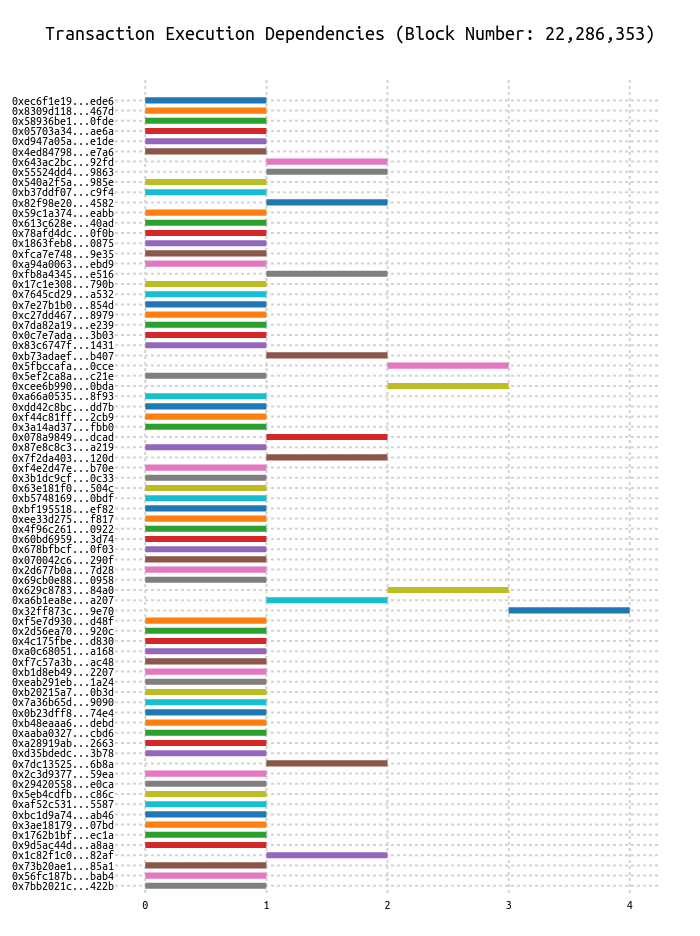 Transaction Execution Dependencies (Block Number: 22,286,353)
0xec6f1e19...ede6
0x8309d118...467d
0x58936be1...0fde
0x05703a34...ae6a
0xd947a05a...e1de
0x4ed84798...e7a6
0x643ac2bc...92fd
0x55524dd4...9863
0x540a2f5a...985e
0xb37ddf07...c9f4
0x82f98e20...4582
0x59c1a374...eabb
0x613c628e...40ad
0x78afd4dc...0f0b
0x1863feb8...0875
0xfca7e748...9e35
0xa94a0063...ebd9
0xfb8a4345...e516
0x17c1e308...790b
0x7645cd29...a532
0x7e27b1b0...854d
0xc27dd467...8979
0x7da82a19...e239
0x0c7e7ada...3b03
0x83c6747f...1431
0xb73adaef...b407
0x5fbccafa...0cce
0x5ef2ca8a...c21e
0xcee6b990...0bda
0xa66a0535...8f93
0xdd42c8bc...dd7b
0xf44c81ff...2cb9
0x3a14ad37...fbb0
0x078a9849...dcad
0x87e8c8c3...a219
0x7f2da403...120d
0xf4e2d47e...b70e
0x3b1dc9cf...0c33
0x63e181f0...504c
0xb5748169...0bdf
0xbf195518...ef82
0xee33d275...f817
0x4f96c261...0922
0x60bd6959...3d74
0x678bfbcf...0f03
0x070042c6...290f
0x2d677b0a...7d28
0x69cb0e88...0958
0x629c8783...84a0
0xa6b1ea8e...a207
0x32ff873c...9e70
0xf5e7d930...d48f
0x2d56ea70...920c
0x4c175fbe...d830
0xa0c68051...a168
0xf7c57a3b...ac48
0xb1d8eb49...2207
0xeab291eb...1a24
0xb20215a7...0b3d
0x7a36b65d...9090
0x0b23dff8...74e4
0xb48eaaa6...debd
0xaaba0327...cbd6
0xa28919ab...2663
0xd35bdedc...3b78
0x7dc13525...6b8a
0x2c3d9377...59ea
0x29420558...e0ca
0x5eb4cdfb...c86c
0xaf52c531...5587
0xbc1d9a74...ab46
0x3ae18179...07bd
0x1762b1bf...ec1a
0x9d5ac44d...a8aa
0x1c82f1c0...82af
0x73b20ae1...85a1
0x56fc187b...bab4
0x7bb2021c...422b
0 1 2 3 4